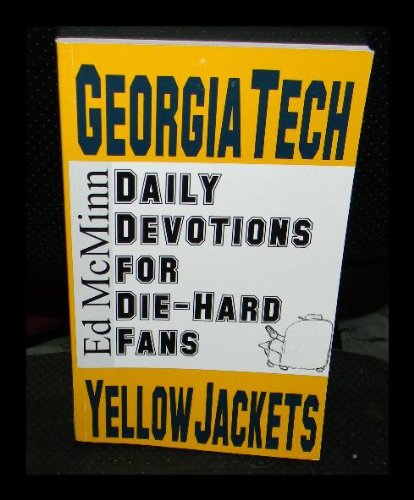 GEORGIA TECH
Ed McMinn
DAILY
DEVOTIONS
FOR
DIE-HARD
FANS
YELLOW JACKETS